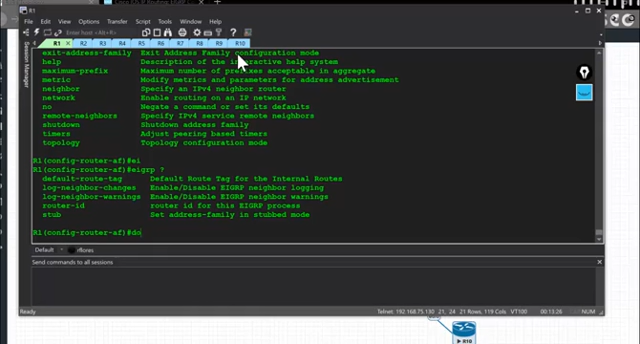 R1
File Edit View Options Transfer Script Tools Window Help
Enter host <Alt+R>
R1 R2 R3 R4 R5 R6 R7 R8 R9 R10
Session Manager
exit-address-family Exit Address Family configuration mode
help Description of the interactive help system
maximum-prefix Maximum number of prefixes acceptable in aggregate
metric Modify metrics and parameters for address advertisement
neighbor Specify an IPv4 neighbor router
network Enable routing on an IP network
no Negate a command or set its defaults
remote-neighbors Specify IPv4 service remote neighbors
shutdown Shutdown address family
timers Adjust peering based timers
topology Topology configuration mode
R1(config-router-af)#ei
R1(config-router-af)#eigrp ?
default-route-tag Default Route Tag for the Internal Routes
log-neighbor-changes Enable/Disable EIGRP neighbor logging
log-neighbor-warnings Enable/Disable EIGRP neighbor warnings
router-id router id for this EIGRP process
stub Set address-family in stubbed mode
R1(config-router-af)#do
Default rflores
Send commands to all sessions
Ready Telnet: 192.168.75.130 21, 24 21 Rows, 119 Cols VT100 00:13:26 NUM
R10